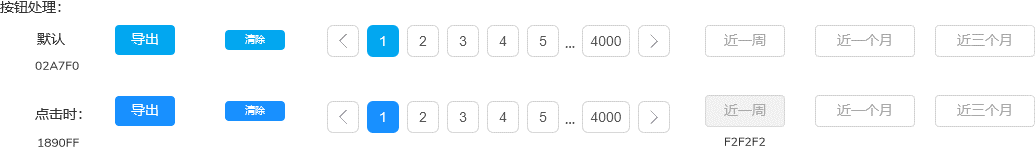 按钮处理：
默认 导出 清除 1 2 3 4 5 ... 4000 近一周 近一个月 近三个月
02A7F0
点击时： 导出 清除 1 2 3 4 5 ... 4000 近一周 近一个月 近三个月
1890FF F2F2F2